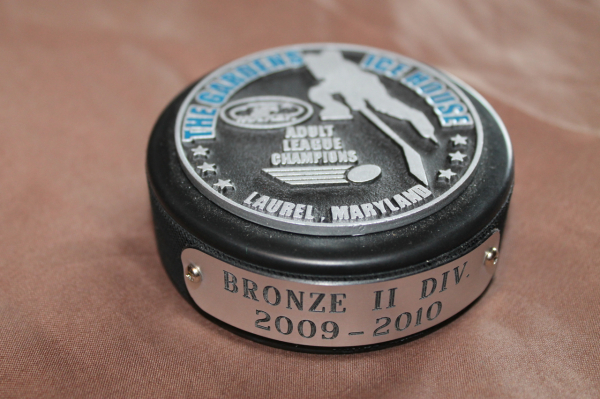 THE GARDENS ICE HOUSE
ADULT
LEAGUE
CHAMPIONS
LAUREL, MARYLAND
BRONZE II DIV.
2009-2010